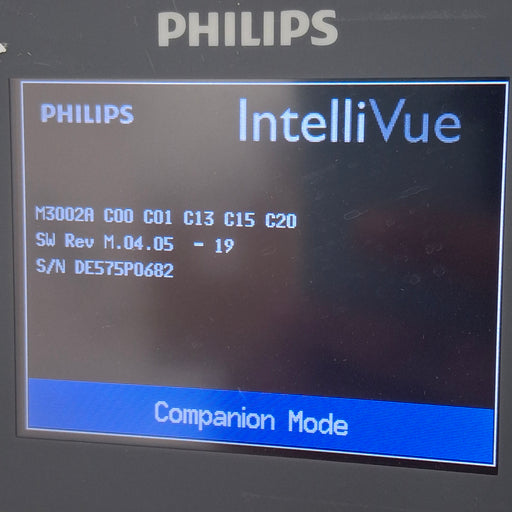 PHILIPS
PHILIPS IntelliVue
M3002A C00 C01 C13 C15 C20
SW Rev M.04.05 - 19
S/N DE575P0682
Companion Mode